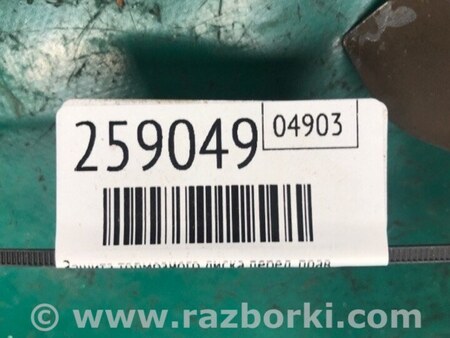 259049
04903
Защита тормозного диска перед. прав.
© www.razborki.com